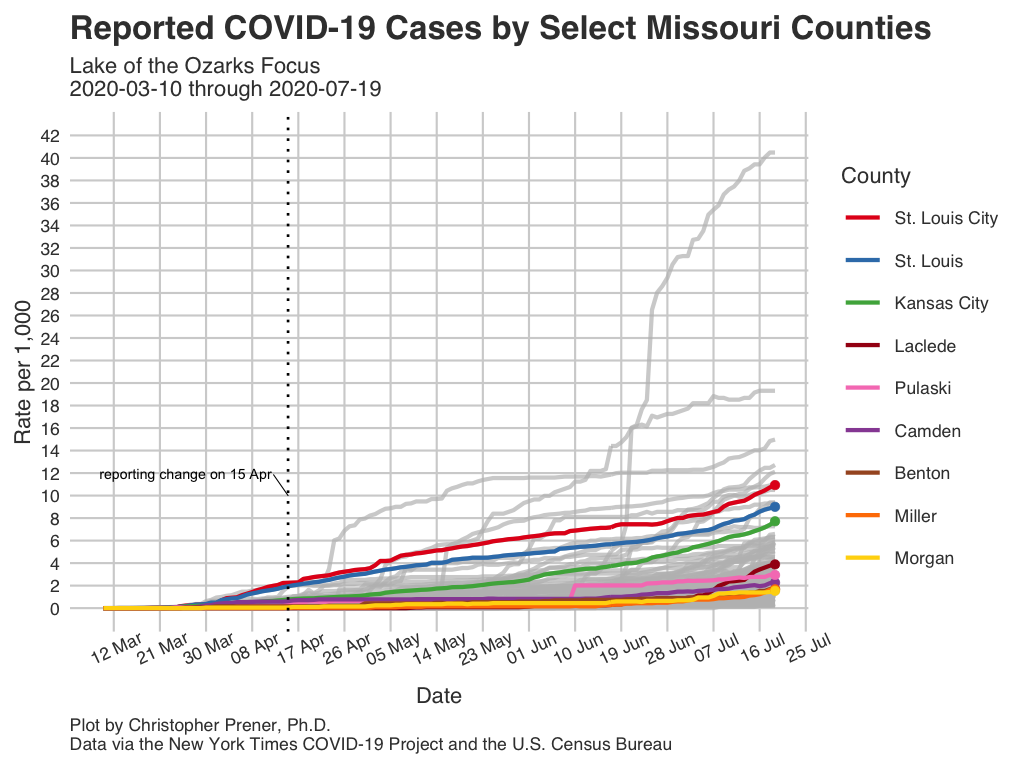 Reported COVID-19 Cases by Select Missouri Counties
Lake of the Ozarks Focus
2020-03-10 through 2020-07-19
Rate per 1,000
42
40
38
36
34
32
30
28
26
24
22
20
18
16
14
12
10
8
6
4
2
0
reporting change on 15 Apr
12 Mar
21 Mar
30 Mar
08 Apr
17 Apr
26 Apr
05 May
14 May
23 May
01 Jun
10 Jun
19 Jun
28 Jun
07 Jul
16 Jul
25 Jul
Date
County
St. Louis City
St. Louis
Kansas City
Laclede
Pulaski
Camden
Benton
Miller
Morgan
Plot by Christopher Prener, Ph.D.
Data via the New York Times COVID-19 Project and the U.S. Census Bureau